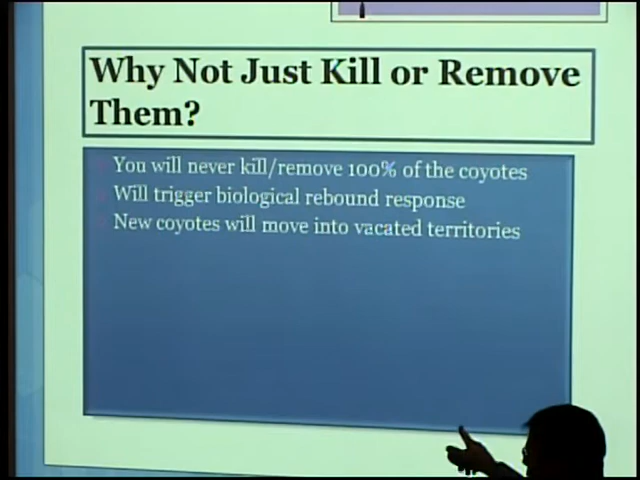 Why Not Just Kill or Remove
Them?
You will never kill/remove 100% of the coyotes
Will trigger biological rebound response
New coyotes will move into vacated territories